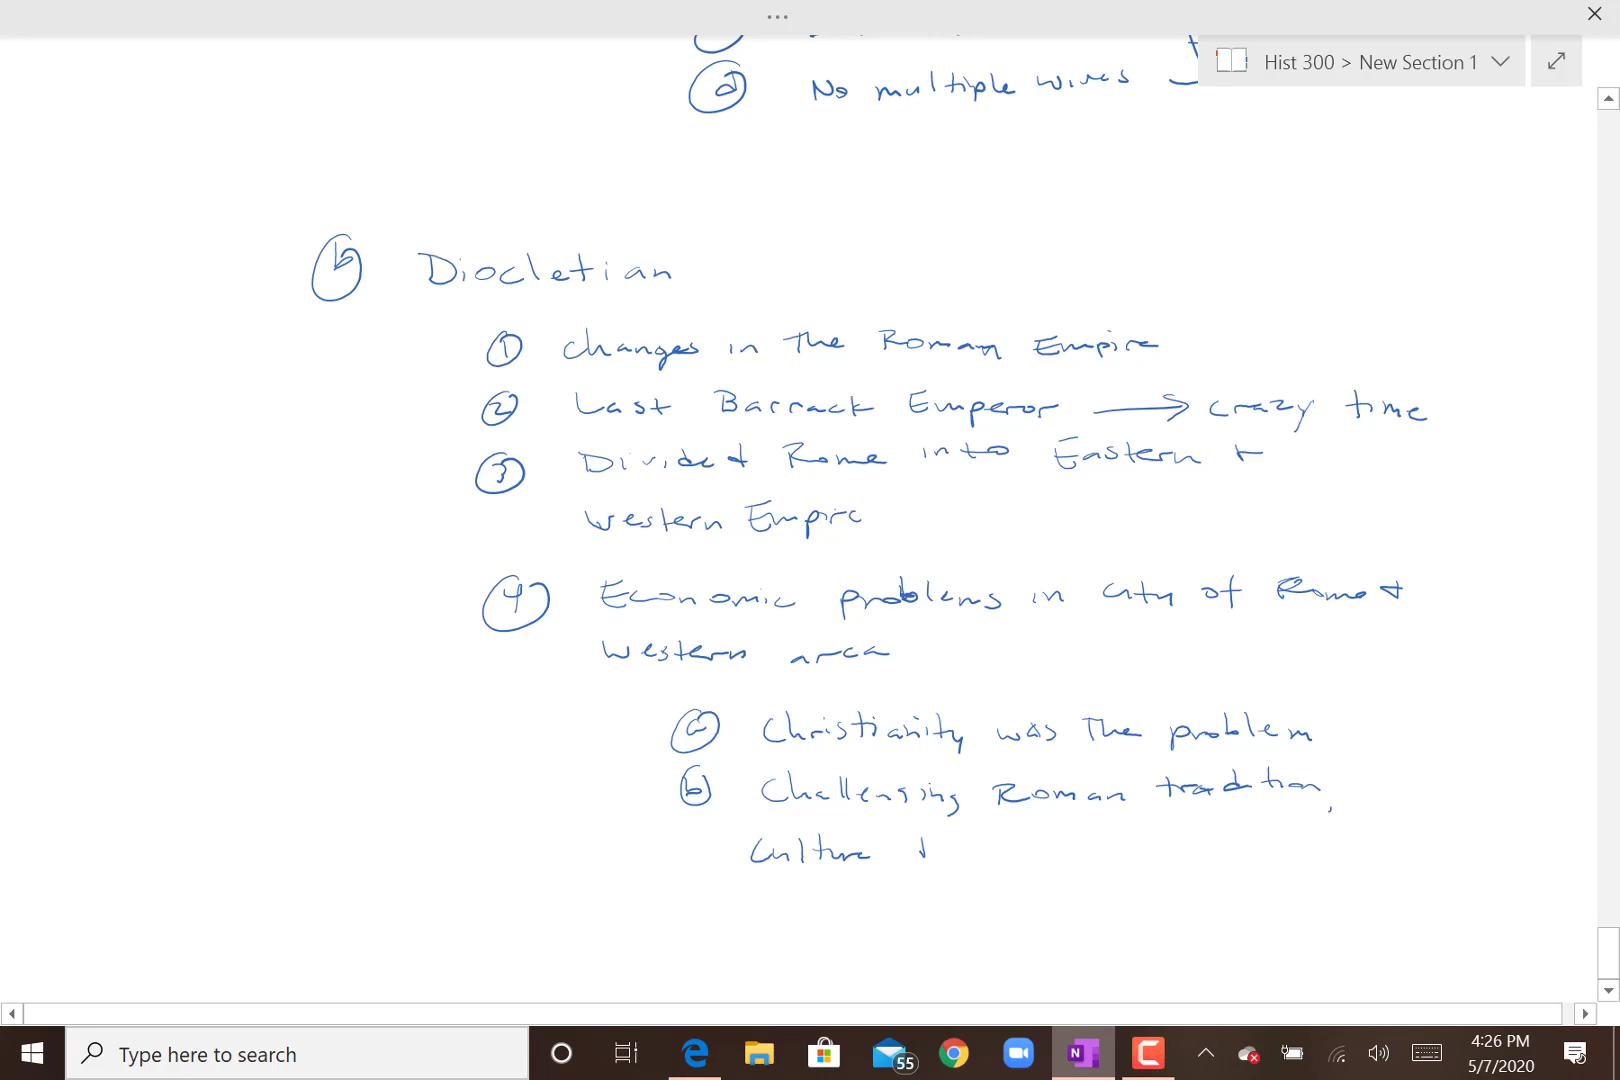 Hist 300 > New Section 1
d No multiple wives
b Diocletian
1 Changes in the Roman Empire
2 Last Barrack Emperor → crazy time
3 Divided Rome into Eastern +
Western Empire
4 Economic problems in city of Rome +
Western area
a Christianity was the problem
b Challenging Roman tradition,
Culture
Type here to search
55
4:26 PM
5/7/2020